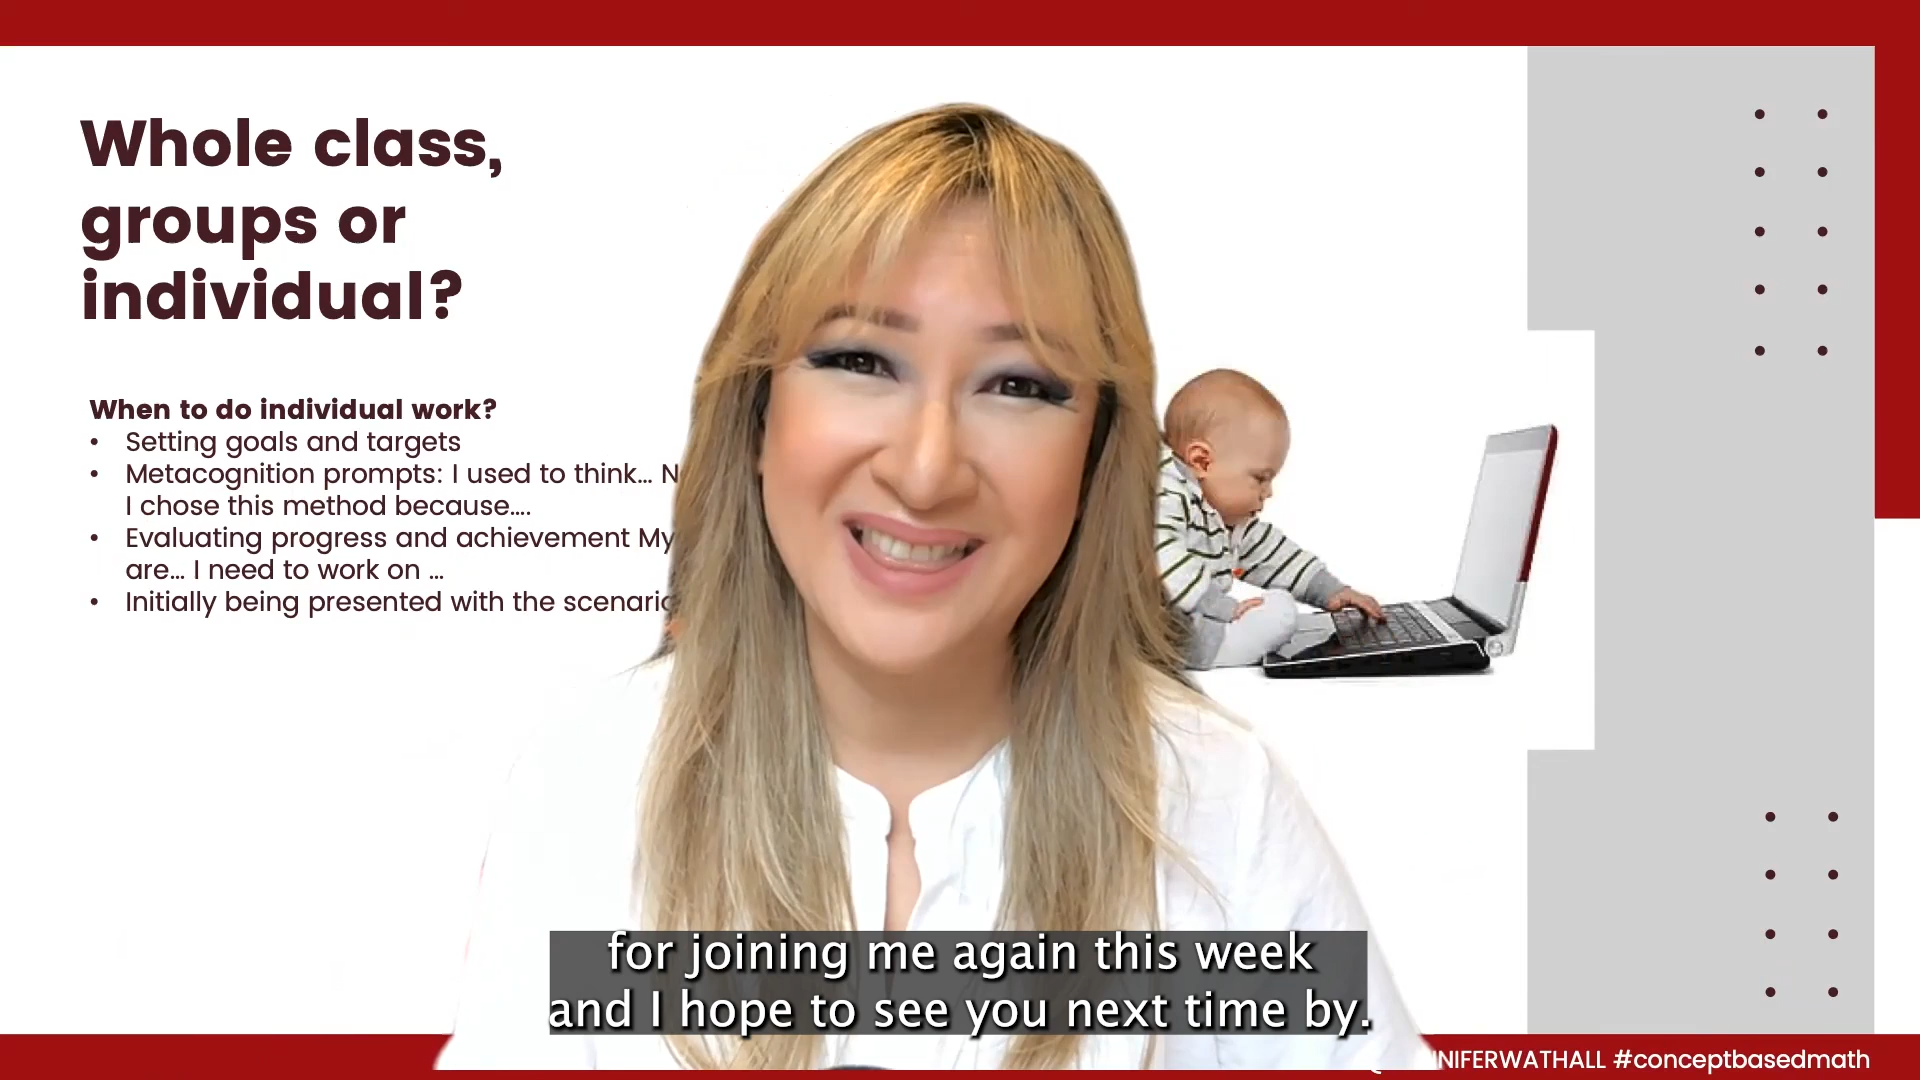 Whole class,
groups or
individual?
When to do individual work?
• Setting goals and targets
• Metacognition prompts: I used to think...
I chose this method because....
• Evaluating progress and achievement My
are... I need to work on ...
• Initially being presented with the scenario
for joining me again this week
and I hope to see you next time by.
NIFERWATHALL #conceptbasedmath